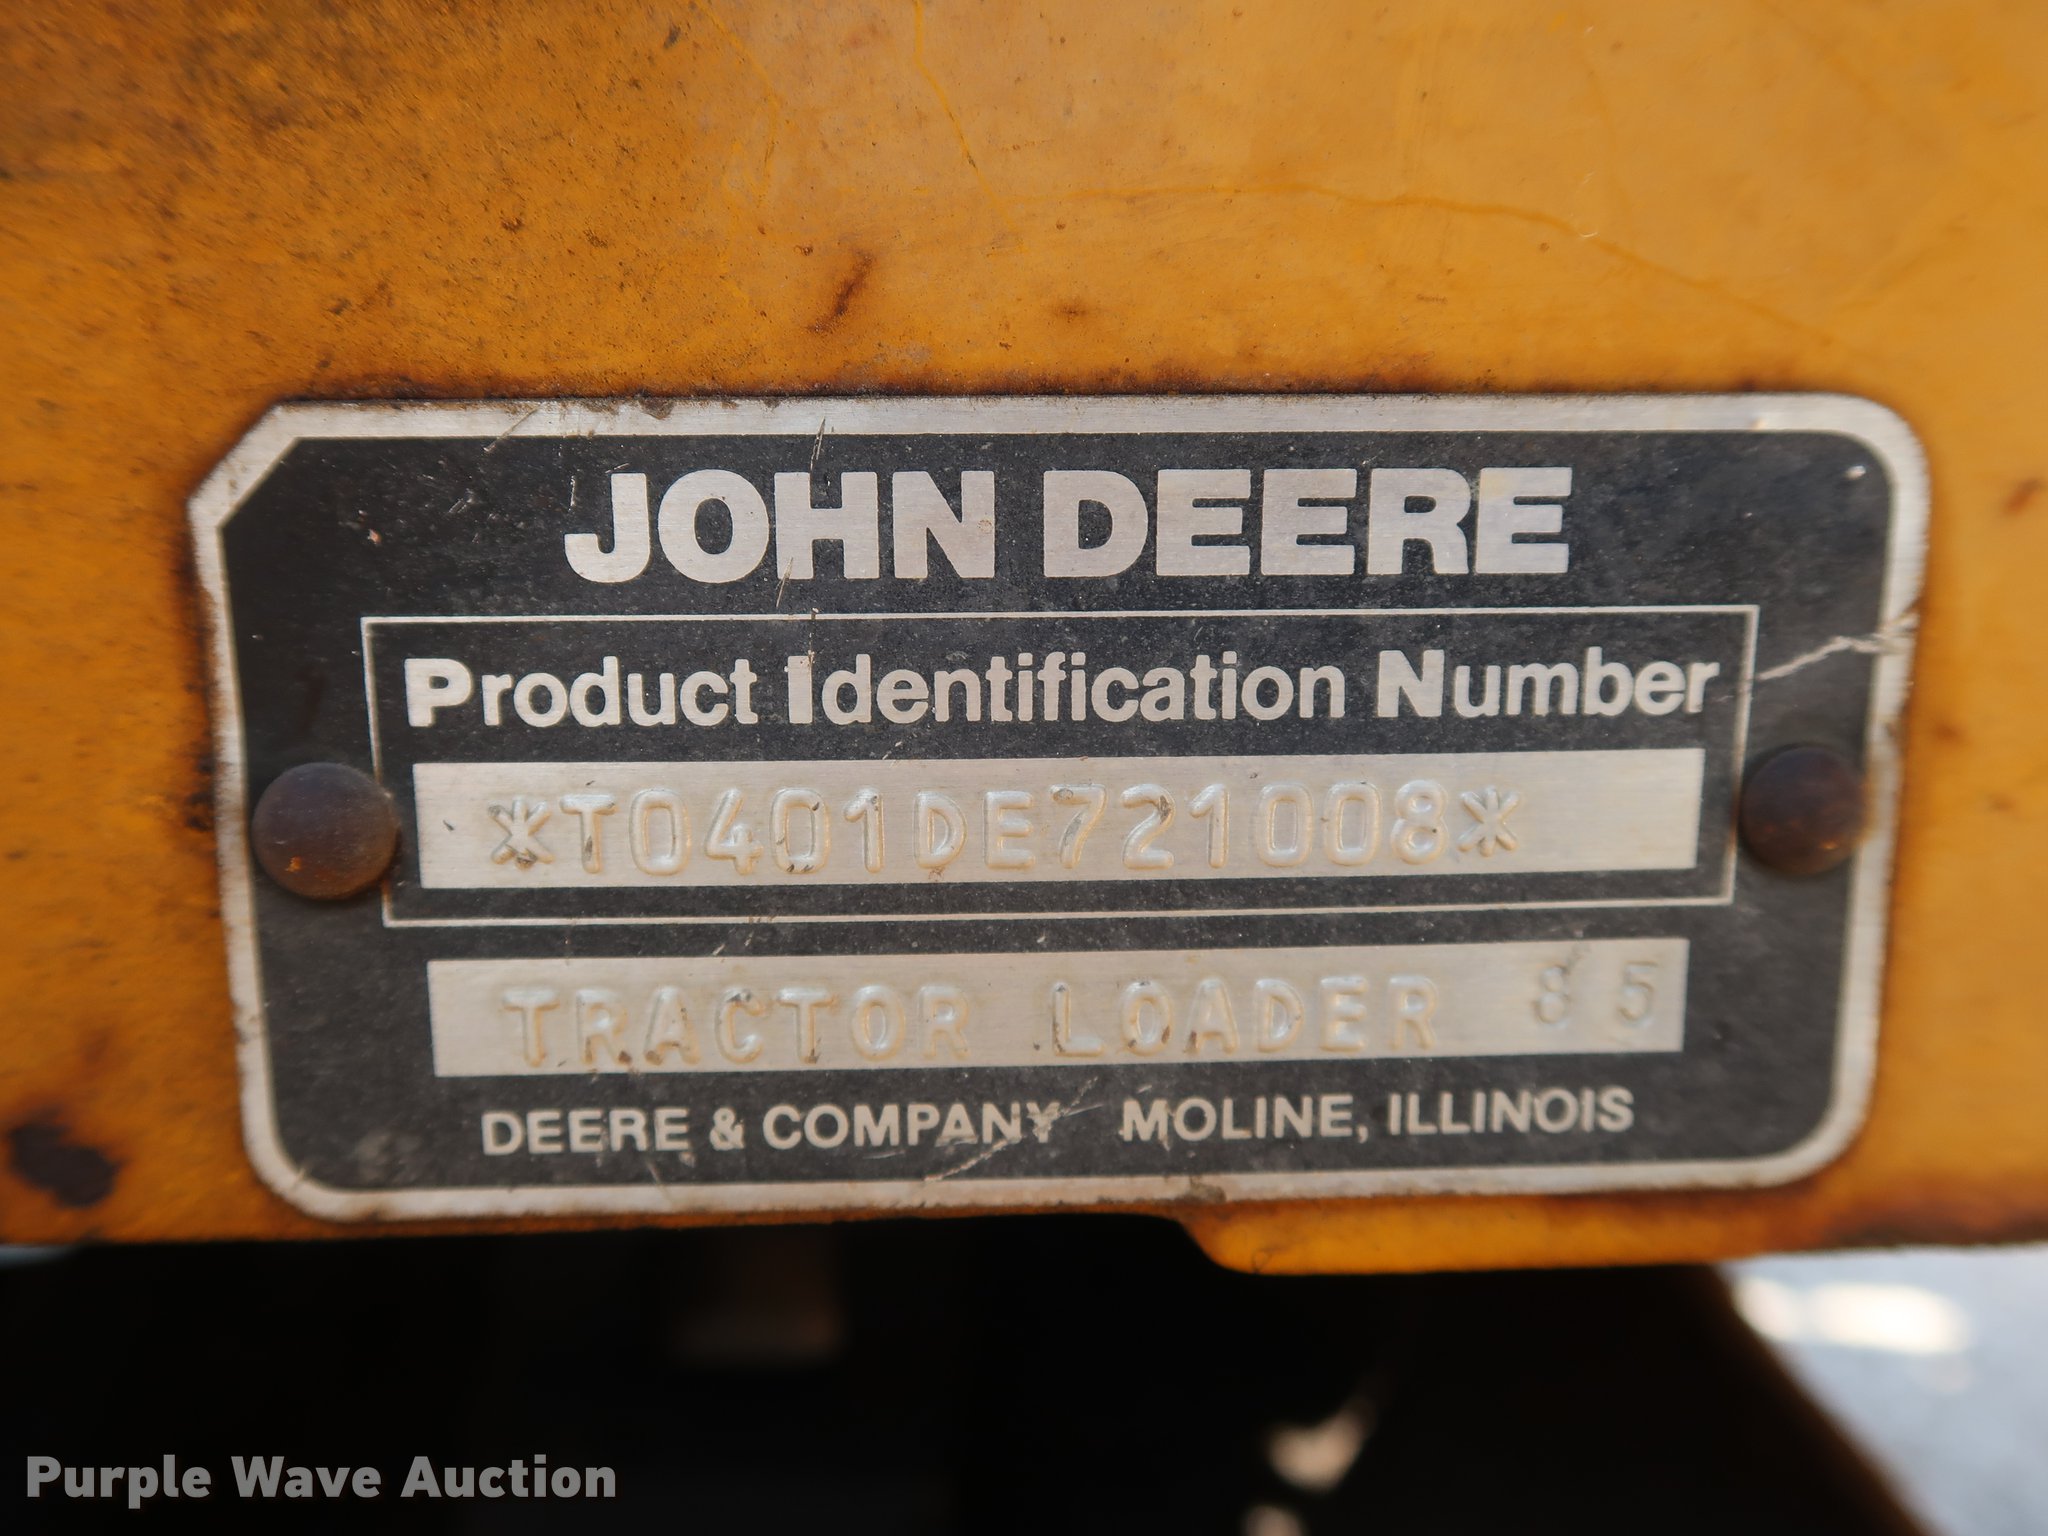 JOHN DEERE
Product Identification Number
*T0401DE721008*
TRACTOR LOADER 85
DEERE & COMPANY MOLINE, ILLINOIS
Purple Wave Auction